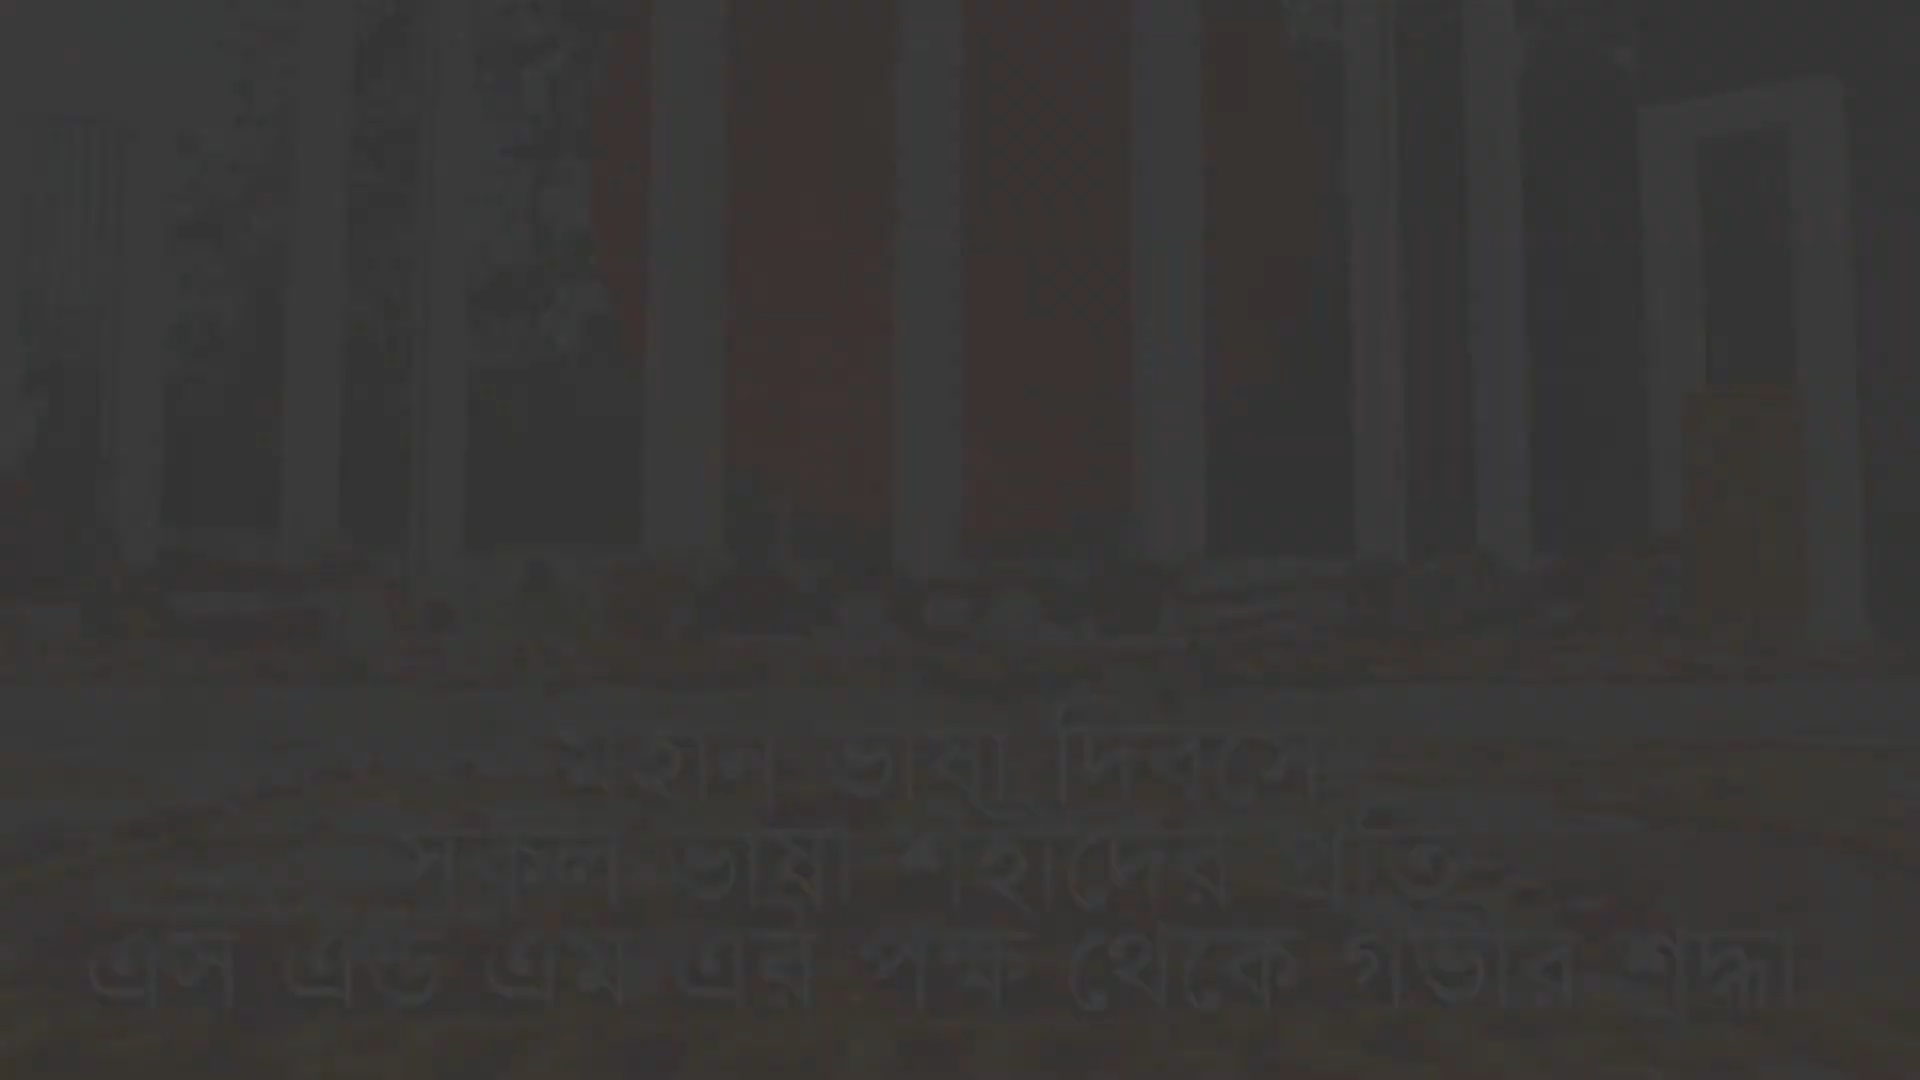 মহান ভাষা দিবসে
সকল ভাষা শহীদের প্রতি
এস এন্ড এম এর পক্ষ থেকে গভীর শ্রদ্ধা